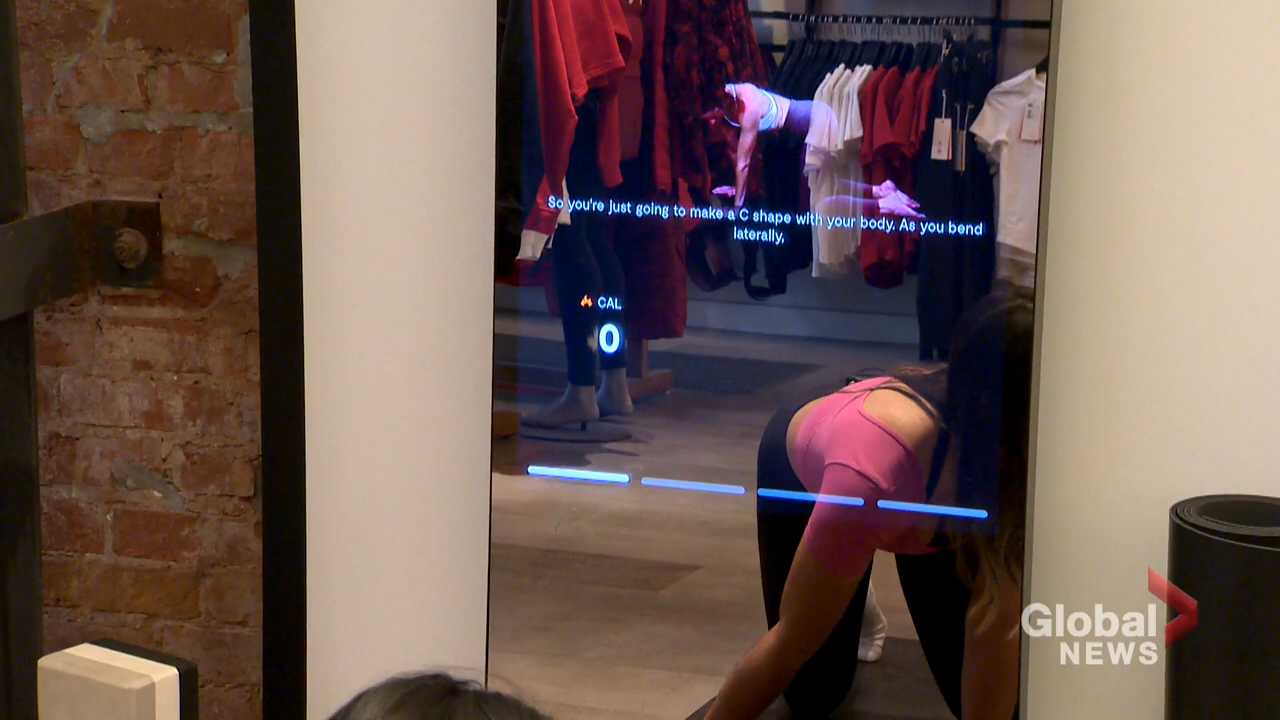 So you're just going to make a C shape with your body. As you bend
laterally,
CAL
0
Global
NEWS